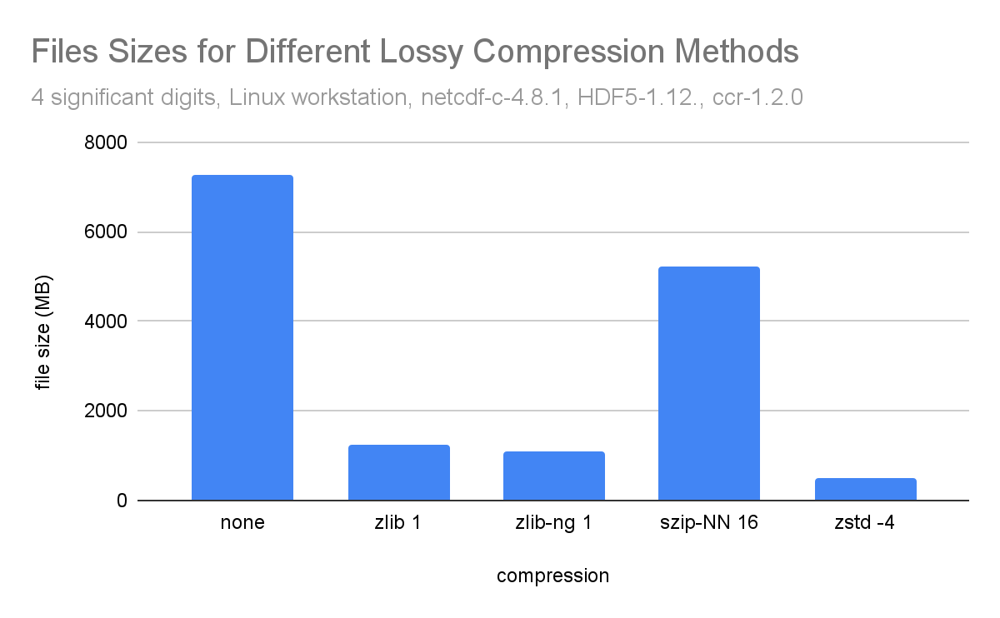 Files Sizes for Different Lossy Compression Methods
4 significant digits, Linux workstation, netcdf-c-4.8.1, HDF5-1.12., ccr-1.2.0
8000
6000
4000
2000
0
file size (MB)
none zlib 1 zlib-ng 1 szip-NN 16 zstd -4
compression